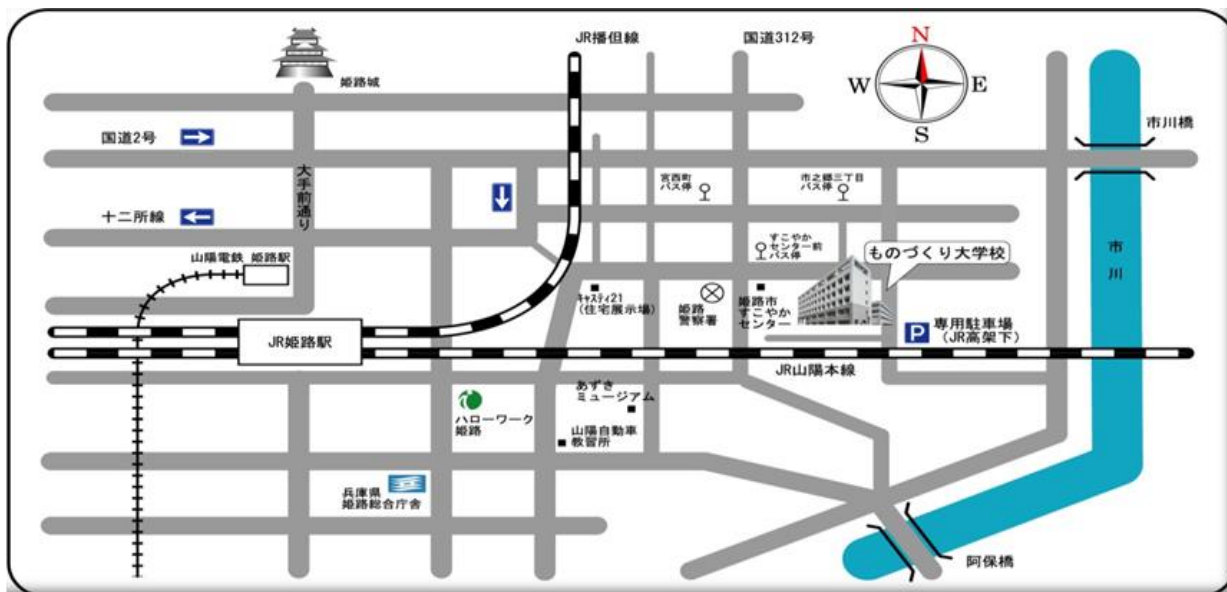 JR播但線
国道312号
N
W
E
S
姫路城
国道2号
市川橋
大手前通り
宮西町
バス停
市之郷三丁目
バス停
十二所線
山陽電鉄 姫路駅
すこやか
センター前
バス停
ものづくり大学校
市川
キャスティ21
(住宅展示場)
姫路
警察署
姫路市
すこやか
センター
P
専用駐車場
(JR高架下)
JR姫路駅
JR山陽本線
あずき
ミュージアム
ハローワーク
姫路
山陽自動車
教習所
兵庫県
姫路総合庁舎
阿保橋